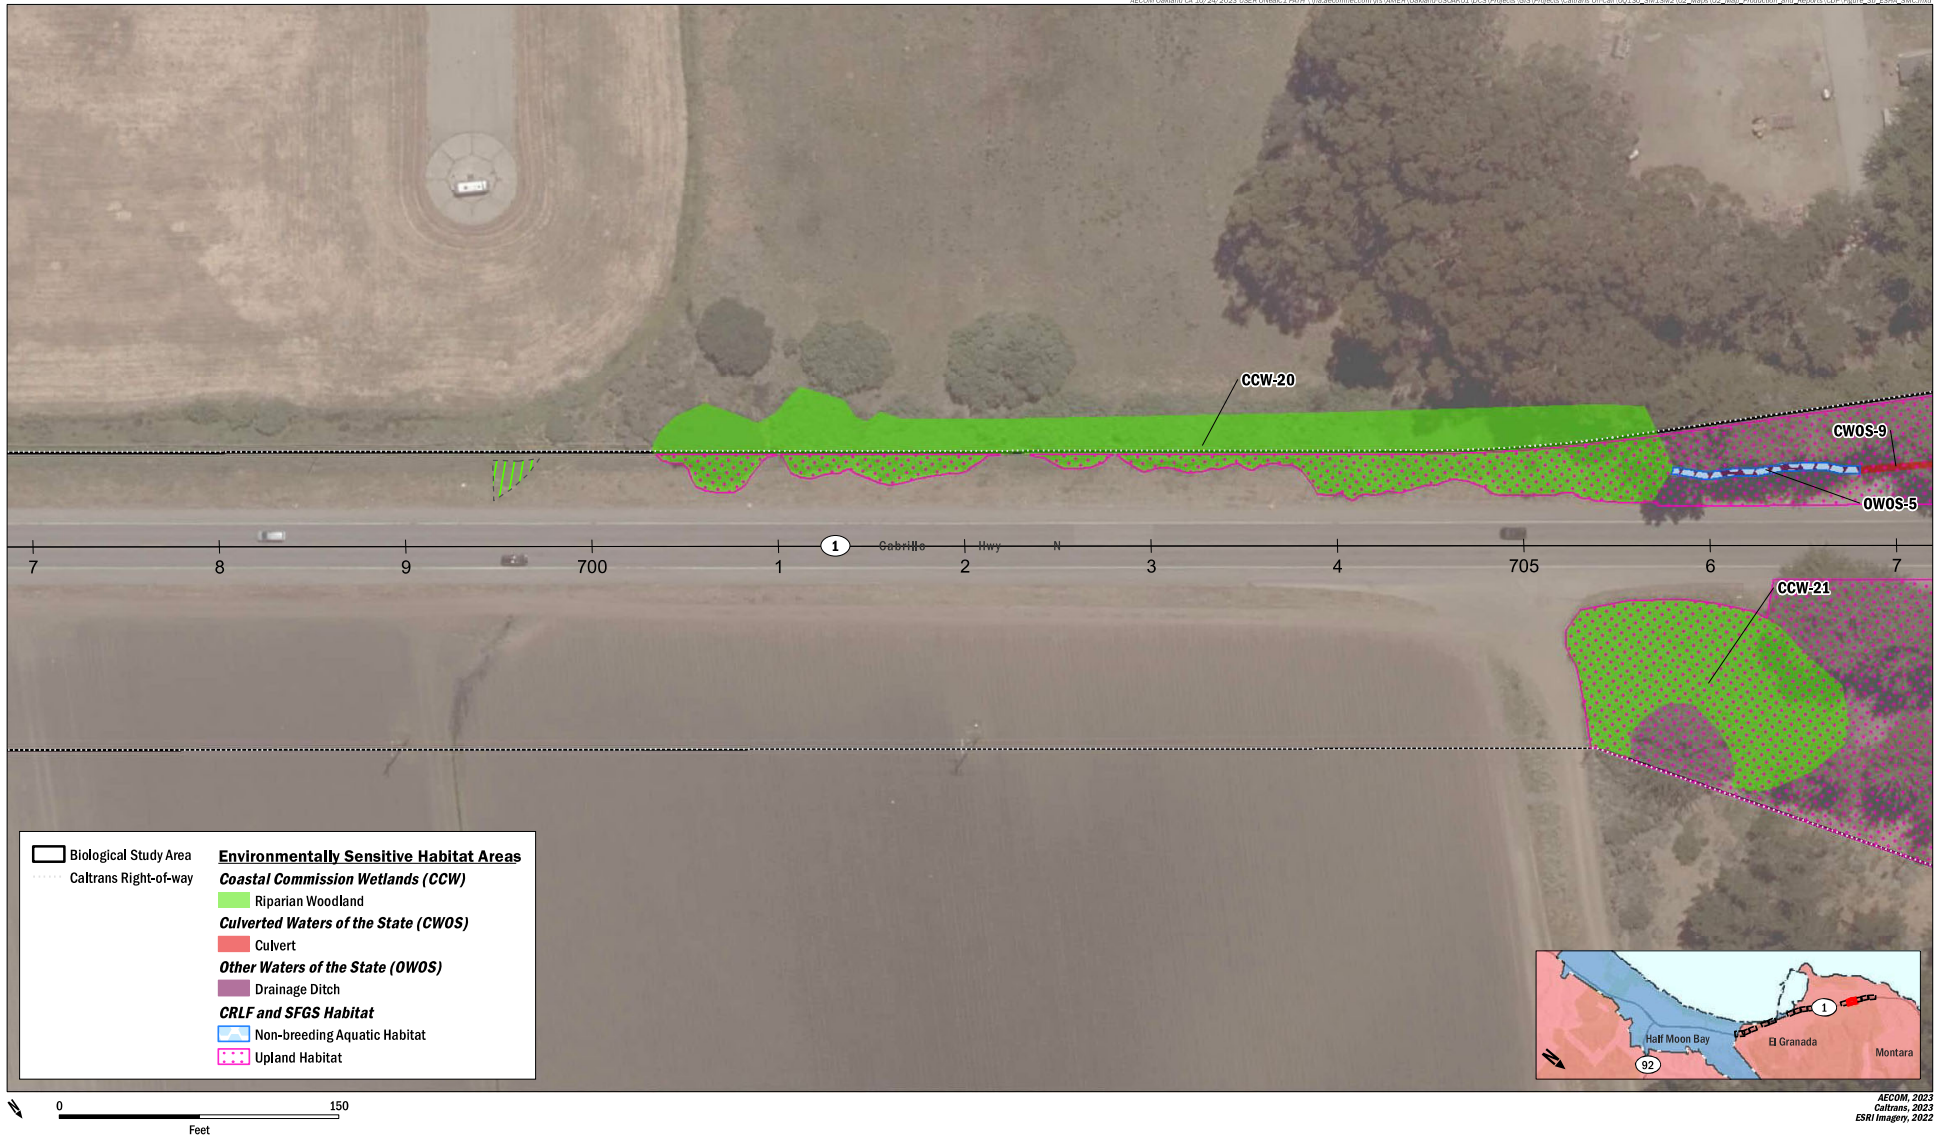 CCW-20
CWOS-9
OWOS-5
1 Cabrillo Hwy N
7 8 9 700 1 2 3 4 705 6 7
CCW-21
Biological Study Area
Caltrans Right-of-way
Environmentally Sensitive Habitat Areas
Coastal Commission Wetlands (CCW)
Riparian Woodland
Culverted Waters of the State (CWOS)
Culvert
Other Waters of the State (OWOS)
Drainage Ditch
CRLF and SFGS Habitat
Non-breeding Aquatic Habitat
Upland Habitat
1
Half Moon Bay
El Granada
Montara
92
N
N
0 150
Feet
AECOM, 2023
Caltrans, 2023
ESRI Imagery, 2022